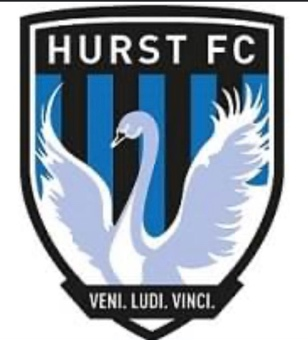 HURST FC
VENI. LUDI. VINCI.